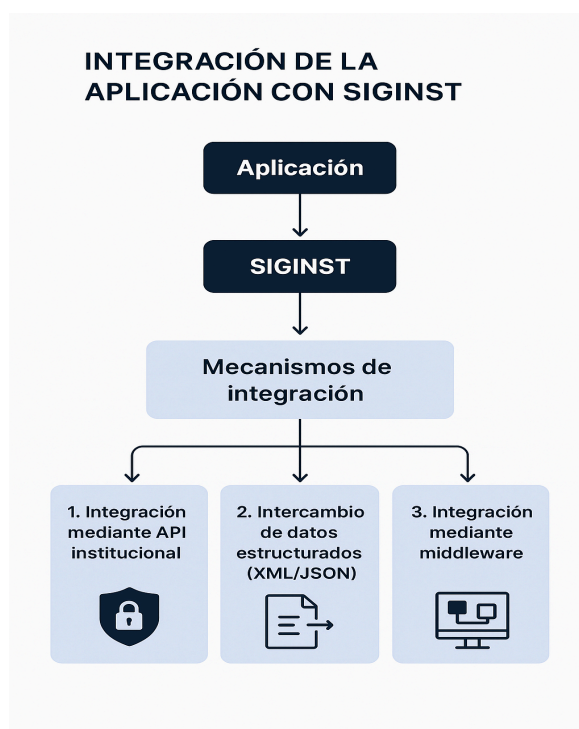 INTEGRACIÓN DE LA
APLICACIÓN CON SIGINST
Aplicación
SIGINST
Mecanismos de
integración
1. Integración
mediante API
institucional
2. Intercambio
de datos
estructurados
(XML/JSON)
3. Integración
mediante
middleware